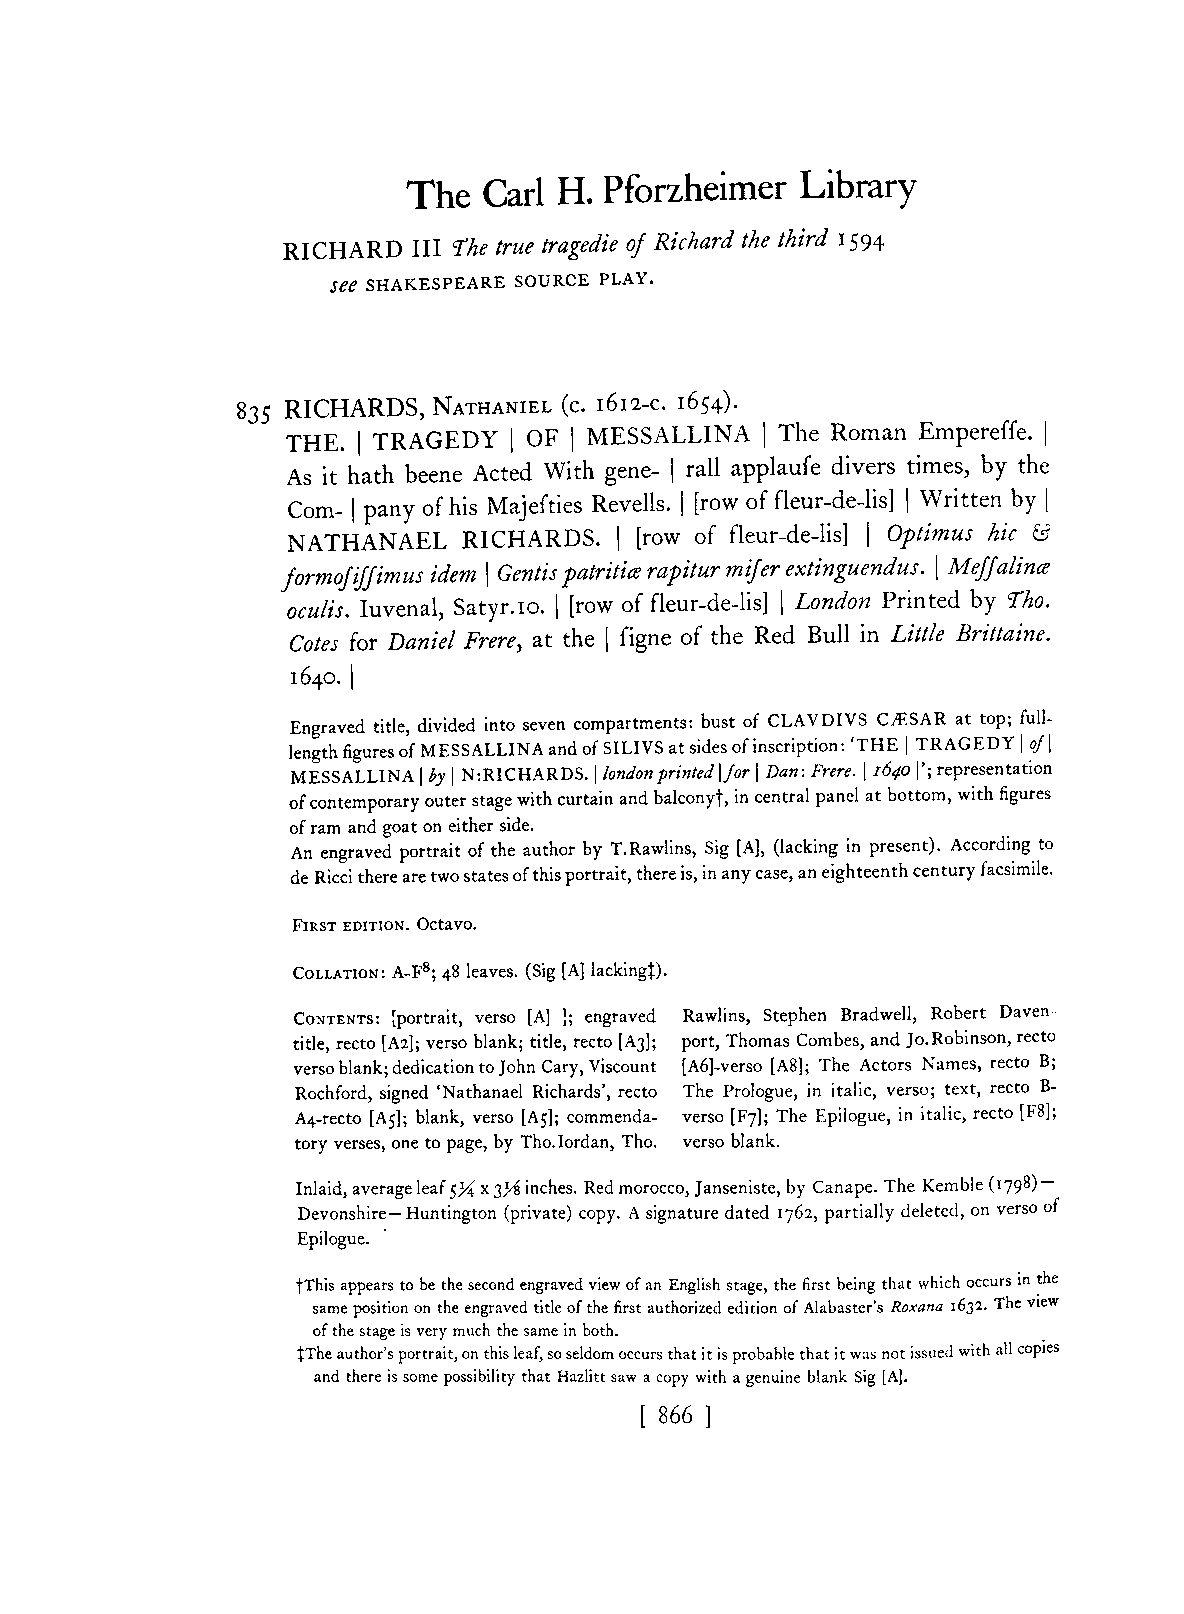 The Carl H. Pforzheimer Library
RICHARD III The true tragedie of Richard the third 1594
see SHAKESPEARE SOURCE PLAY.
835 RICHARDS, NATHANIEL (c. 1612-c. 1654).
THE. | TRAGEDY | OF | MESSALLINA | The Roman Empereſſe. |
As it hath beene Acted With gene- | rall applauſe divers times, by the
Com- | pany of his Majeſties Revells. | [row of fleur-de-lis] | Written by |
NATHANAEL RICHARDS. | [row of fleur-de-lis] | Optimus hic &
formoſiſſimus idem | Gentis patritiæ rapitur miſer extinguendus. | Meſſalinæ
oculis. Iuvenal, Satyr.10. | [row of fleur-de-lis] | London Printed by Tho.
Cotes for Daniel Frere, at the | ſigne of the Red Bull in Little Brittaine.
1640. |
Engraved title, divided into seven compartments: bust of CLAVDIVS CÆSAR at top; full-
length figures of MESSALLINA and of SILIVS at sides of inscription: ‘THE | TRAGEDY | of |
MESSALLINA | by | N:RICHARDS. | london printed | for | Dan: Frere. | 1640 |’; representation
of contemporary outer stage with curtain and balcony†, in central panel at bottom, with figures
of ram and goat on either side.
An engraved portrait of the author by T.Rawlins, Sig [A], (lacking in present). According to
de Ricci there are two states of this portrait, there is, in any case, an eighteenth century facsimile.
FIRST EDITION. Octavo.
COLLATION: A-F⁸; 48 leaves. (Sig [A] lacking‡).
CONTENTS: [portrait, verso [A] ]; engraved
title, recto [A2]; verso blank; title, recto [A3];
verso blank; dedication to John Cary, Viscount
Rochford, signed ‘Nathanael Richards’, recto
A4-recto [A5]; blank, verso [A5]; commenda-
tory verses, one to page, by Tho.Iordan, Tho.
Rawlins, Stephen Bradwell, Robert Daven-
port, Thomas Combes, and Jo.Robinson, recto
[A6]-verso [A8]; The Actors Names, recto B;
The Prologue, in italic, verso; text, recto B-
verso [F7]; The Epilogue, in italic, recto [F8];
verso blank.
Inlaid, average leaf 5¼ x 3⅛ inches. Red morocco, Janseniste, by Canape. The Kemble (1798)—
Devonshire—Huntington (private) copy. A signature dated 1762, partially deleted, on verso of
Epilogue.
†This appears to be the second engraved view of an English stage, the first being that which occurs in the
same position on the engraved title of the first authorized edition of Alabaster’s Roxana 1632. The view
of the stage is very much the same in both.
‡The author’s portrait, on this leaf, so seldom occurs that it is probable that it was not issued with all copies
and there is some possibility that Hazlitt saw a copy with a genuine blank Sig [A].
[ 866 ]